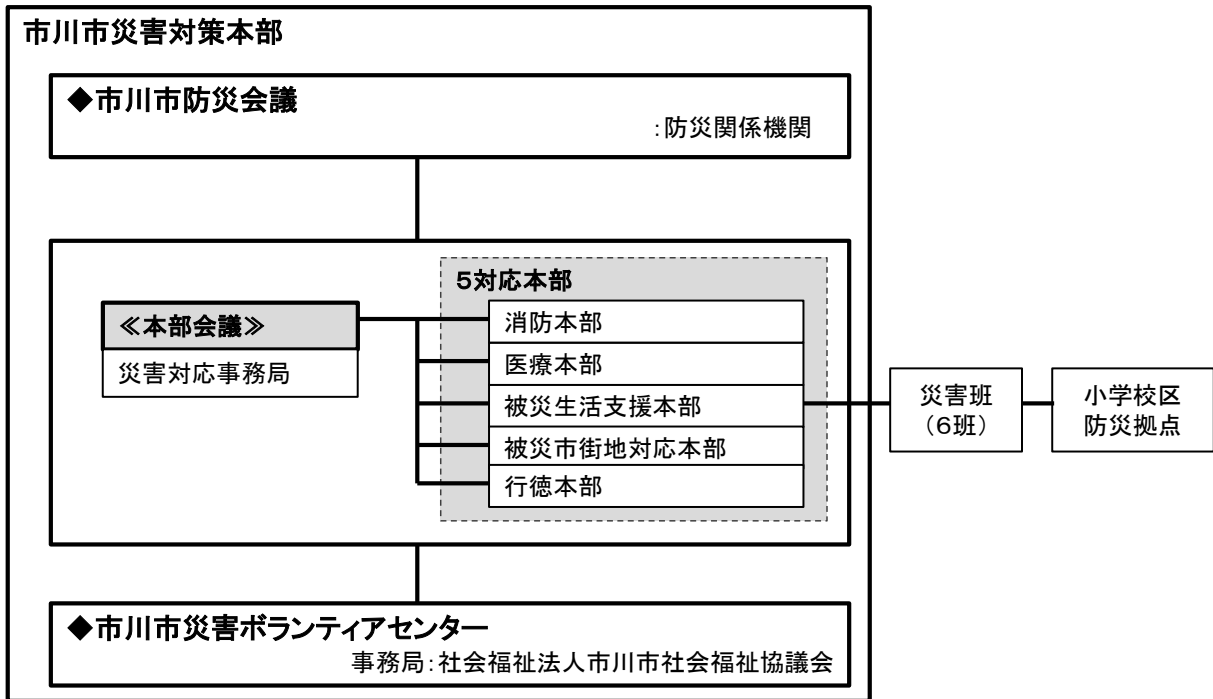 市川市災害対策本部
◆市川市防災会議
:防災関係機関
5対応本部
≪本部会議≫
災害対応事務局
消防本部
医療本部
被災生活支援本部
被災市街地対応本部
行徳本部
災害班
(6班)
小学校区
防災拠点
◆市川市災害ボランティアセンター
事務局:社会福祉法人市川市社会福祉協議会